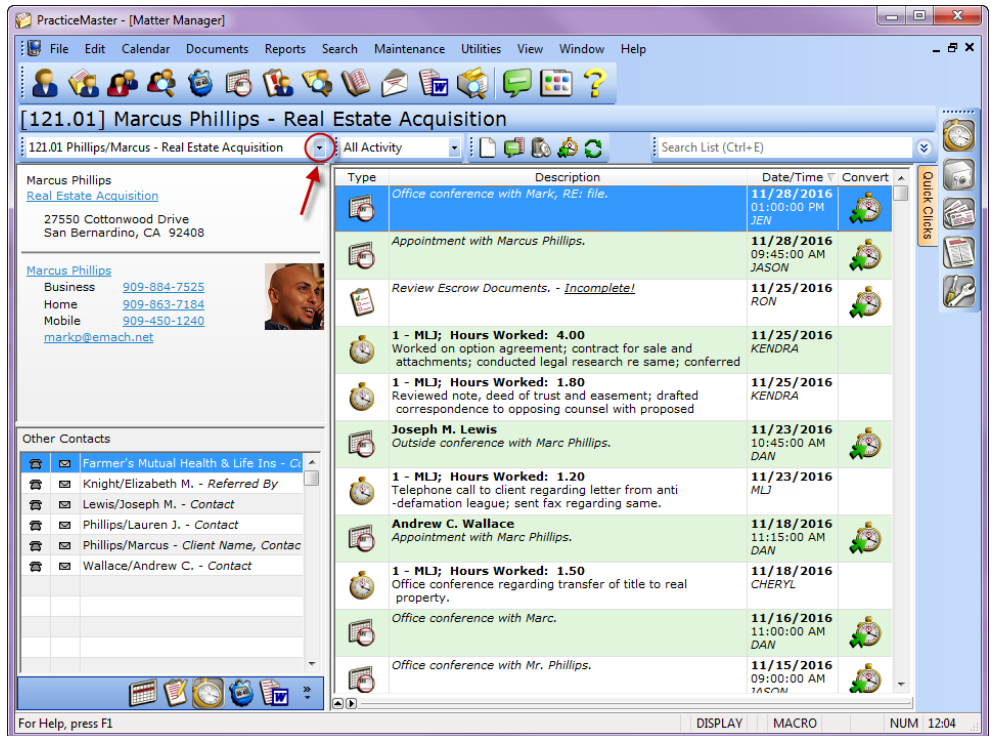 PracticeMaster - [Matter Manager]
File Edit Calendar Documents Reports Search Maintenance Utilities View Window Help
[121.01] Marcus Phillips - Real Estate Acquisition
121.01 Phillips/Marcus - Real Estate Acquisition All Activity Search List (Ctrl+E)
Marcus Phillips
Real Estate Acquisition
27550 Cottonwood Drive
San Bernardino, CA 92408
Marcus Phillips
Business 909-884-7525
Home 909-863-7184
Mobile 909-450-1240
markp@emach.net
Other Contacts
Farmer's Mutual Health & Life Ins - Co
Knight/Elizabeth M. - Referred By
Lewis/Joseph M. - Contact
Phillips/Lauren J. - Contact
Phillips/Marcus - Client Name, Contac
Wallace/Andrew C. - Contact
Type Description Date/Time Convert
Office conference with Mark, RE: file. 11/28/2016
01:00:00 PM
JEN
Appointment with Marcus Phillips. 11/28/2016
09:45:00 AM
JASON
Review Escrow Documents. - Incomplete! 11/25/2016
RON
1 - MLJ; Hours Worked: 4.00 11/25/2016
Worked on option agreement; contract for sale and KENDRA
attachments; conducted legal research re same; conferred
1 - MLJ; Hours Worked: 1.80 11/25/2016
Reviewed note, deed of trust and easement; drafted KENDRA
correspondence to opposing counsel with proposed
Joseph M. Lewis 11/23/2016
Outside conference with Marc Phillips. 10:45:00 AM
DAN
1 - MLJ; Hours Worked: 1.20 11/23/2016
Telephone call to client regarding letter from anti MLJ
-defamation league; sent fax regarding same.
Andrew C. Wallace 11/18/2016
Appointment with Marc Phillips. 11:15:00 AM
DAN
1 - MLJ; Hours Worked: 1.50 11/18/2016
Office conference regarding transfer of title to real CHERYL
property.
Office conference with Marc. 11/16/2016
11:00:00 AM
DAN
Office conference with Mr. Phillips. 11/15/2016
09:00:00 AM
JASON
Quick Clicks
For Help, press F1 DISPLAY MACRO NUM 12:04